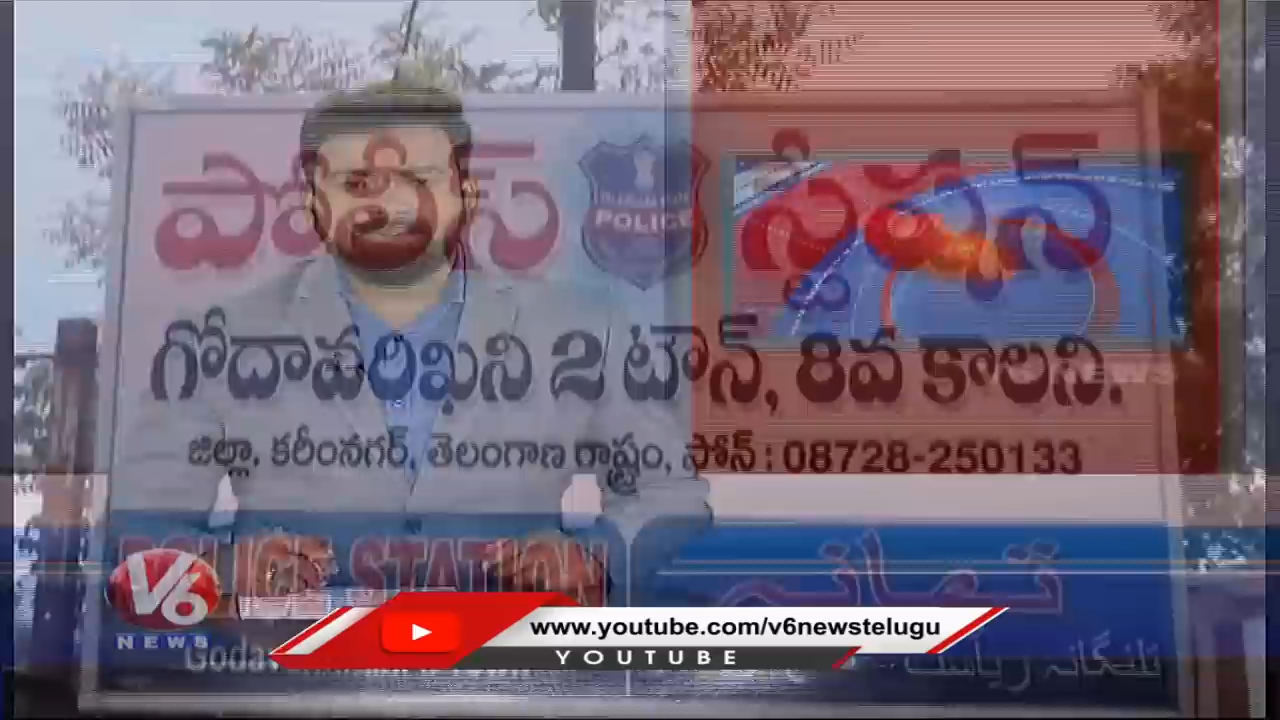 పోలీస్ POLICE స్టేషన్
గోదావరిఖని 2 టౌన్, 8వ కాలని.
జిల్లా. కరీంనగర్, తెలంగాణ రాష్ట్రం, ఫోన్ : 08728-250133
POLICE STATION تھانہ
V6
NEWS
www.youtube.com/v6newstelugu
YOUTUBE